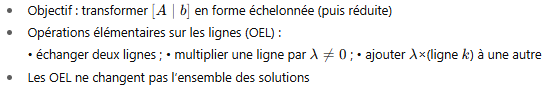 • Objectif : transformer [A | b] en forme échelonnée (puis réduite)
• Opérations élémentaires sur les lignes (OEL) :
• échanger deux lignes ; • multiplier une ligne par λ ≠ 0 ; • ajouter λ×(ligne k) à une autre
• Les OEL ne changent pas l’ensemble des solutions